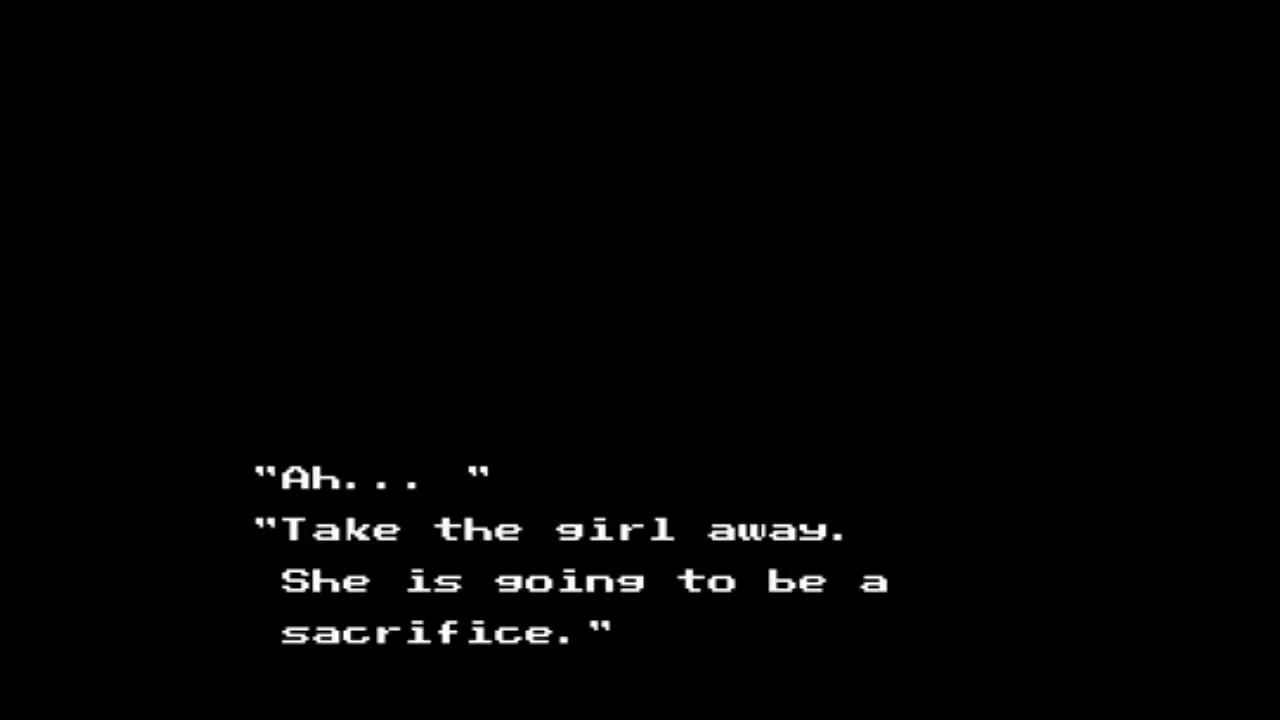 "Ah...  "
"Take the girl away.
She is going to be a
sacrifice."